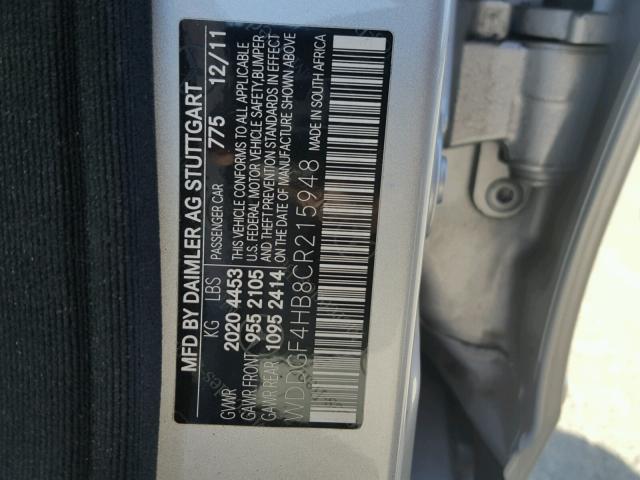 MFD BY DAIMLER AG STUTTGART
KG LBS PASSENGER CAR 775 12/11
GVWR 2020 4453 THIS VEHICLE CONFORMS TO ALL APPLICABLE
GAWR FRONT 955 2105 U.S. FEDERAL MOTOR VEHICLE SAFETY, BUMPER,
GAWR REAR 1095 2414 AND THEFT PREVENTION STANDARDS IN EFFECT
ON THE DATE OF MANUFACTURE SHOWN ABOVE
WDDGF4HB8CR215948 MADE IN SOUTH AFRICA